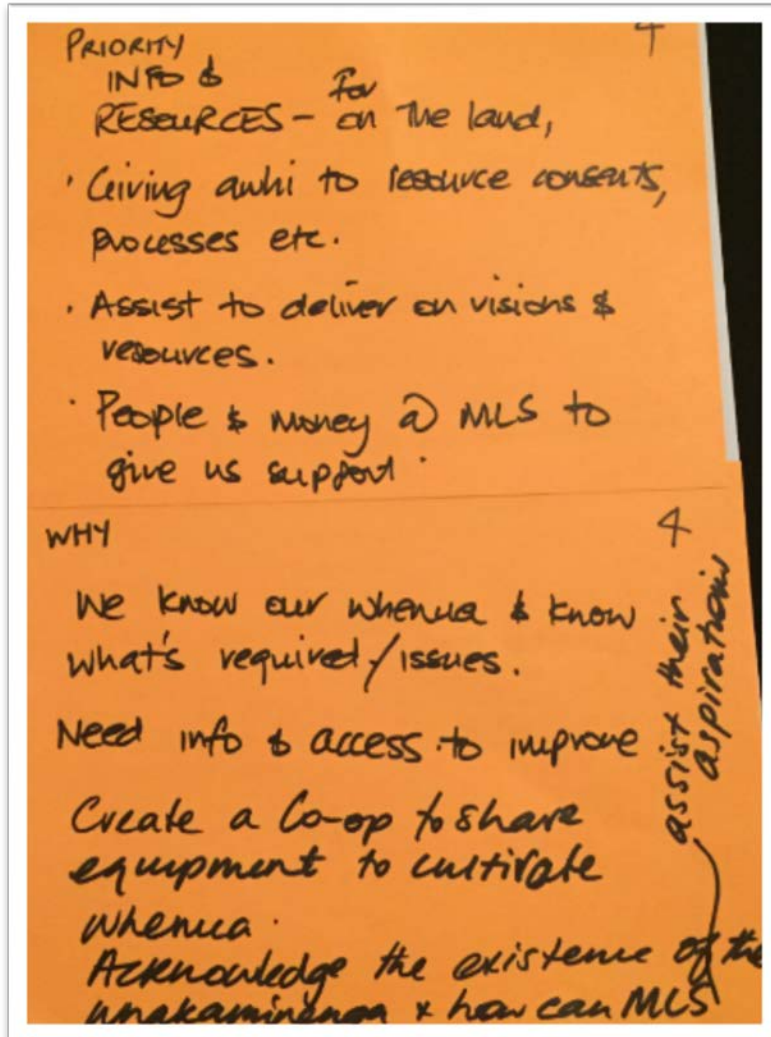 PRIORITY 4
INFO &
for
RESOURCES - on the land,
· Giving awhi to resource consents,
processes etc.
· Assist to deliver on visions &
resources.
· People & money @ MLS to
give us support.
WHY 4
We know our whenua & know
what's required/issues.
Need info & access to improve
Create a Co-op to share
equipment to cultivate
whenua.
Acknowledge the existence of the
whakaminenga & how can MLS
assist their
aspirations